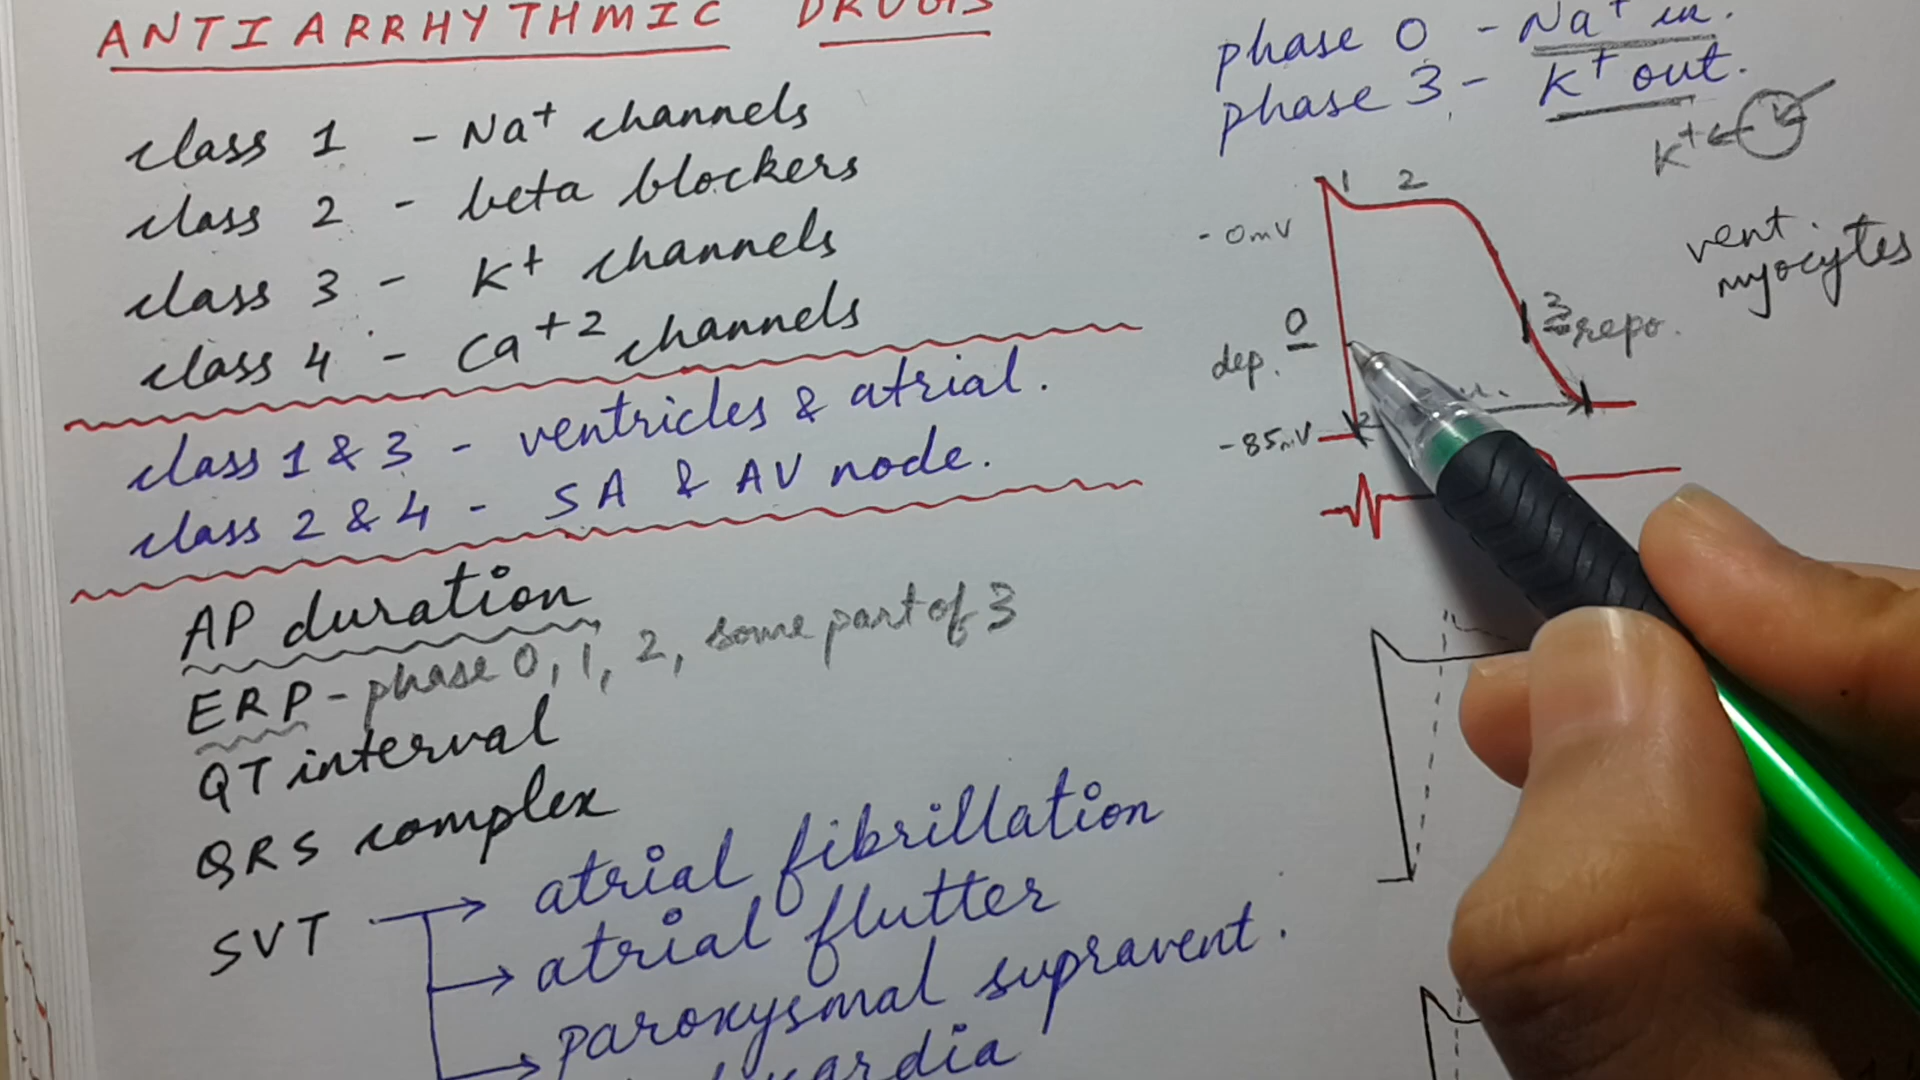 ANTIARRHYTHMIC DRUGS
class 1 - Na+ channels
class 2 - beta blockers
class 3 - K+ channels
class 4 - Ca+2 channels
class 1 & 3 - ventricles & atrial.
class 2 & 4 - SA & AV node.
AP duration
ERP - phase 0, 1, 2, some part of 3
QT interval
QRS complex
SVT → atrial fibrillation
→ atrial flutter
→ paroxysmal supravent.
phase 0 - Na+ in.
phase 3 - K+ out.
K+
1 2
- 0mV
vent.
myocytes
0
dep.
3 repo.
-85mV